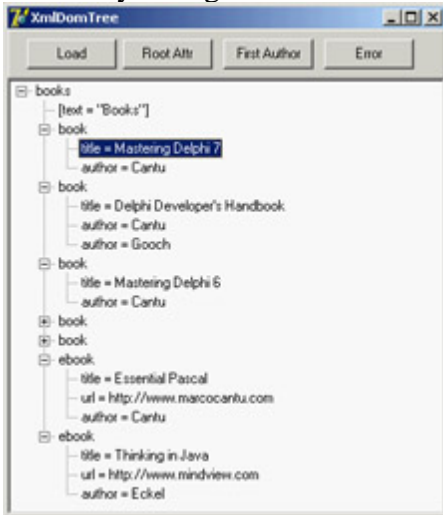 XmlDomTree
Load Root Attr First Author Error
books
[text = "Books"]
book
title = Mastering Delphi 7
author = Cantu
book
title = Delphi Developer's Handbook
author = Cantu
author = Gooch
book
title = Mastering Delphi 6
author = Cantu
book
book
ebook
title = Essential Pascal
url = http://www.marcocantu.com
author = Cantu
ebook
title = Thinking in Java
url = http://www.mindview.com
author = Eckel